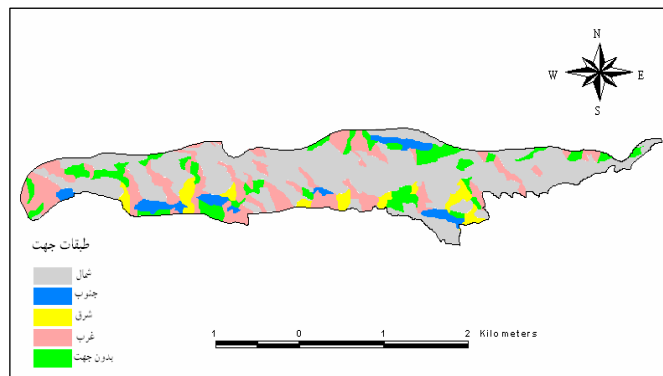 N
W E
S
طبقات جهت
شمال
جنوب
شرق
غرب
بدون جهت
1 0 1 2 Kilometers